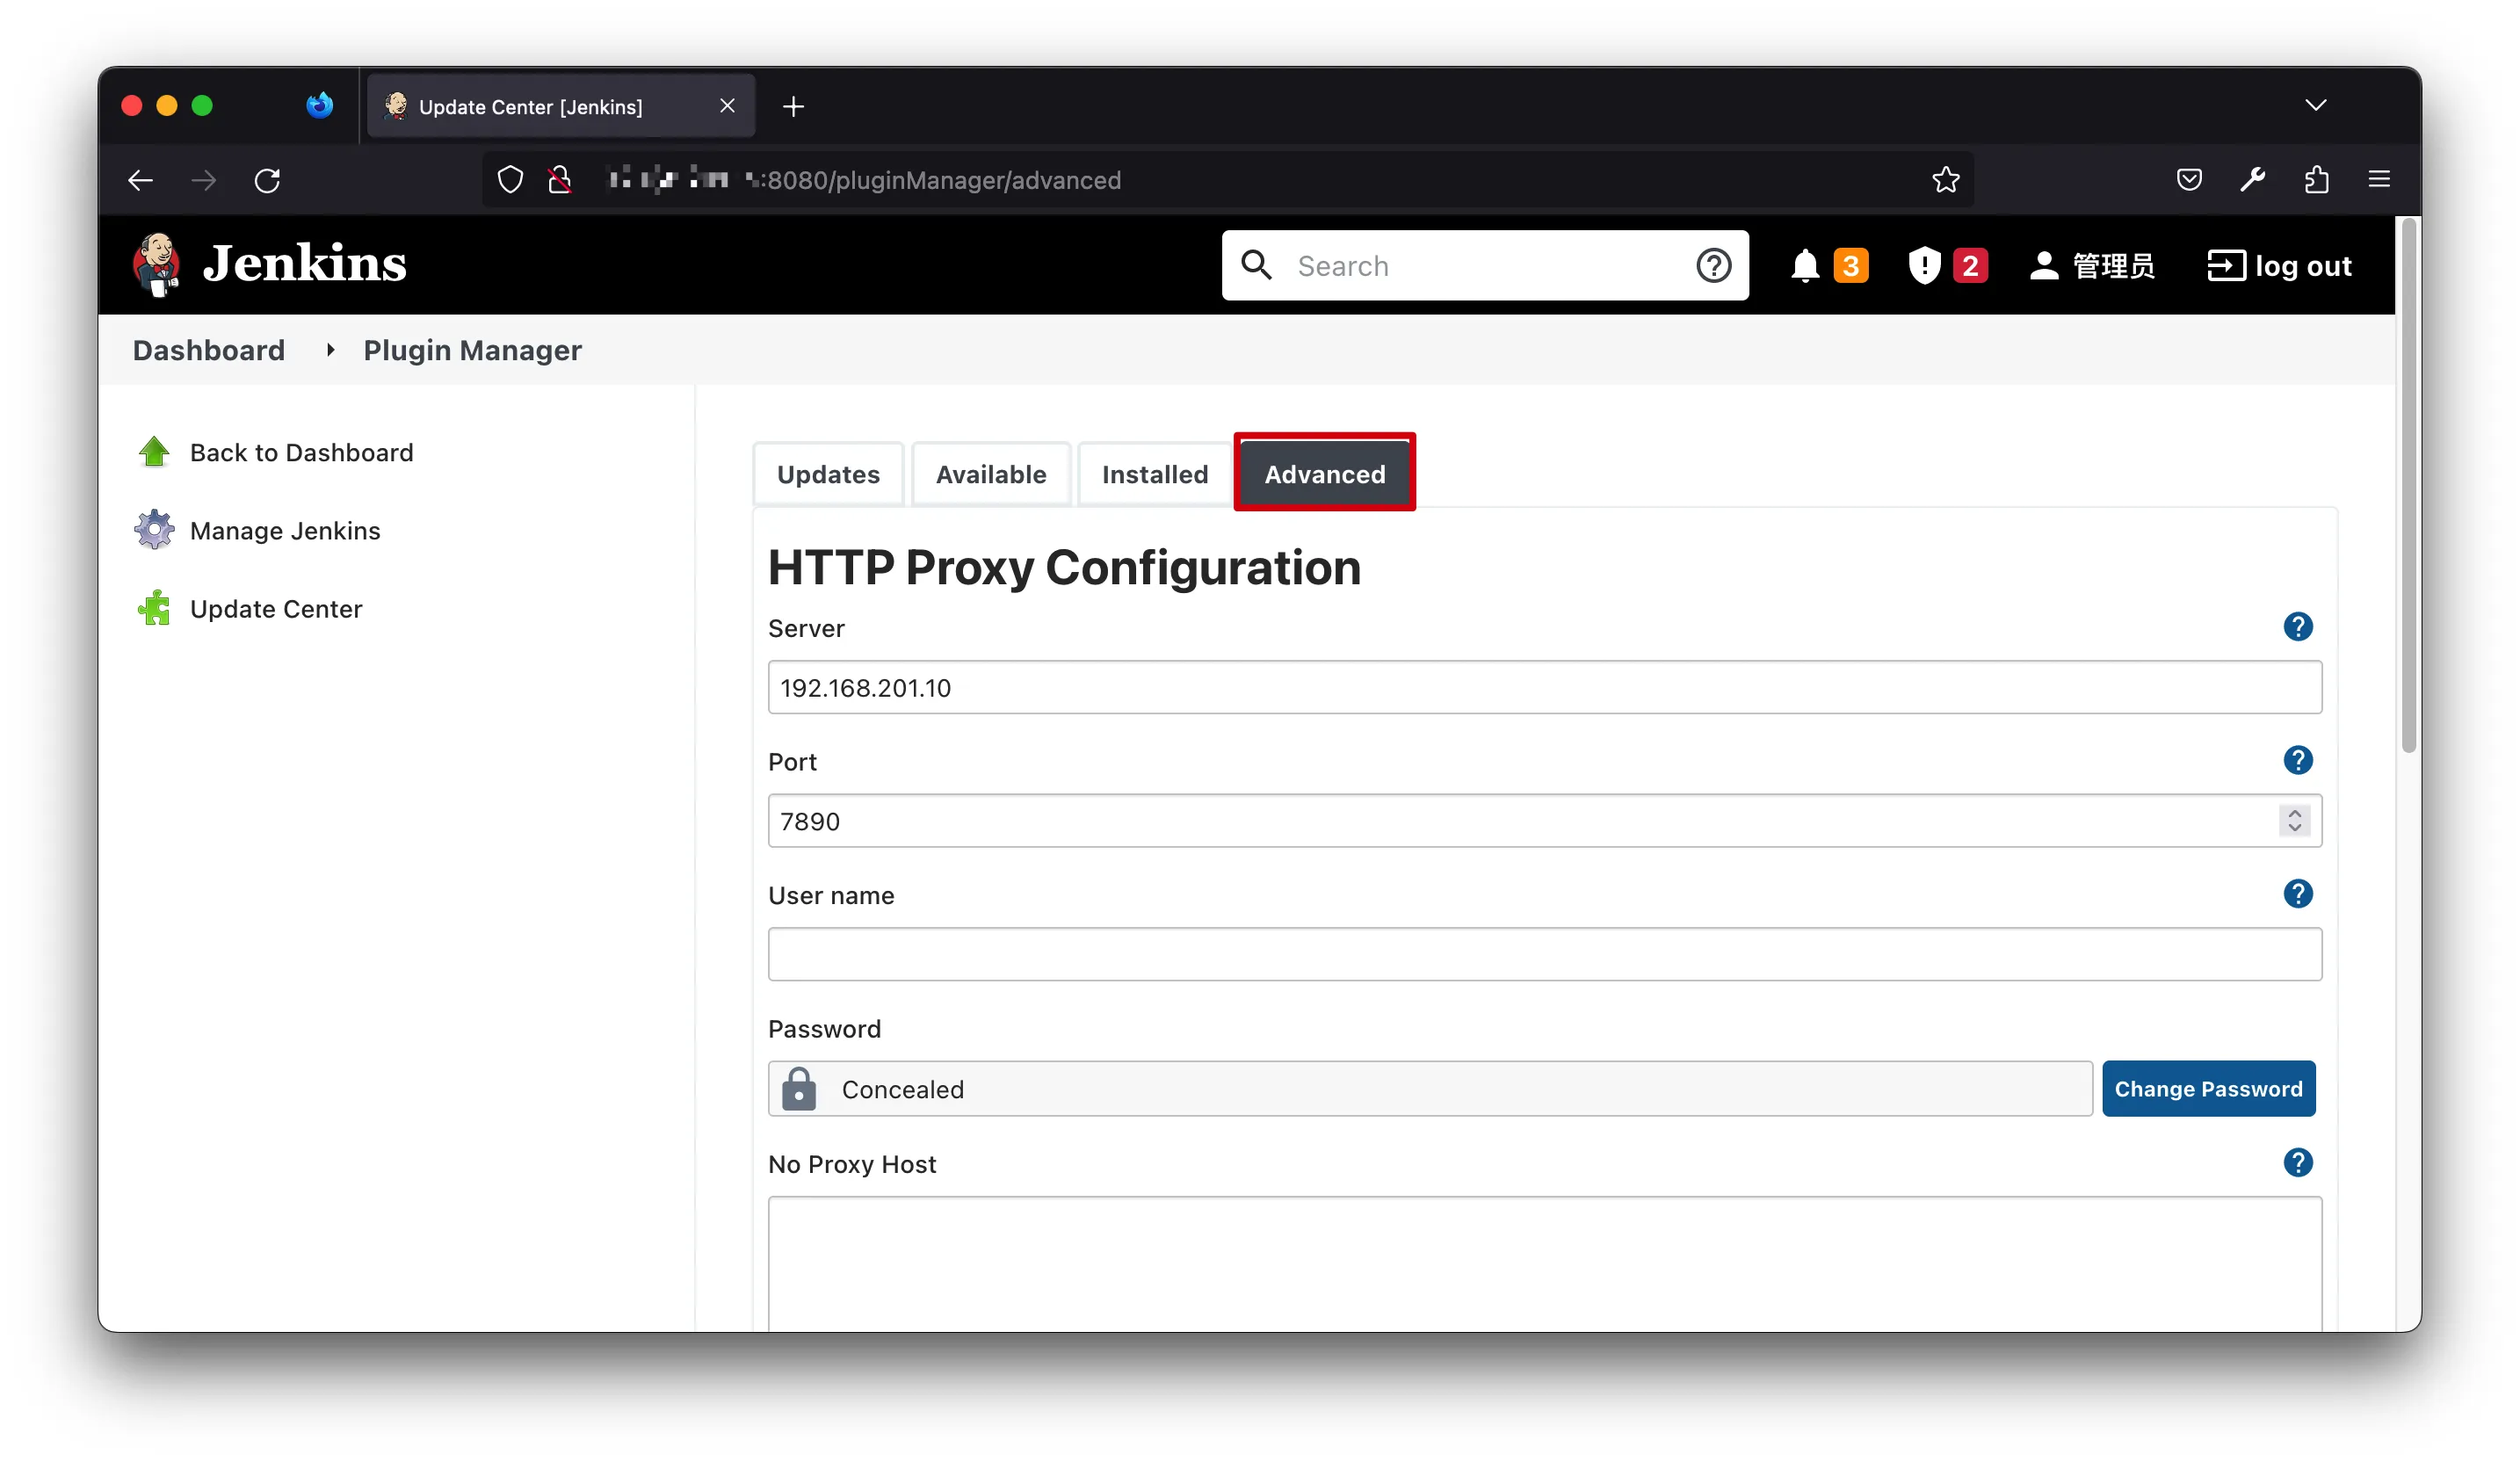 Update Center [Jenkins]
:8080/pluginManager/advanced
Jenkins
Search
3
2
管理员
log out
Dashboard
Plugin Manager
Back to Dashboard
Manage Jenkins
Update Center
Updates
Available
Installed
Advanced
HTTP Proxy Configuration
Server
192.168.201.10
Port
7890
User name
Password
Concealed
Change Password
No Proxy Host